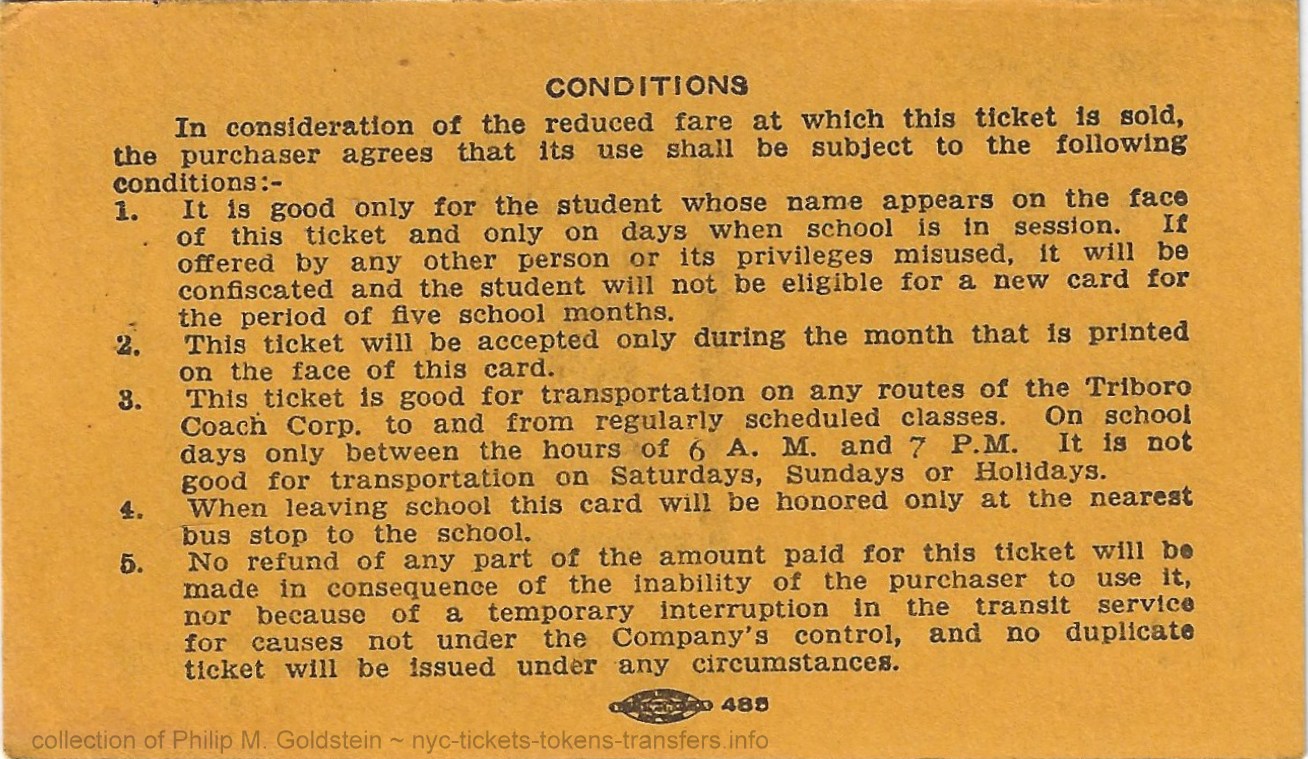 CONDITIONS
In consideration of the reduced fare at which this ticket is sold,
the purchaser agrees that its use shall be subject to the following
conditions:-
1. It is good only for the student whose name appears on the face
of this ticket and only on days when school is in session. If
offered by any other person or its privileges misused, it will be
confiscated and the student will not be eligible for a new card for
the period of five school months.
2. This ticket will be accepted only during the month that is printed
on the face of this card.
3. This ticket is good for transportation on any routes of the Triboro
Coach Corp. to and from regularly scheduled classes. On school
days only between the hours of 6 A. M. and 7 P.M. It is not
good for transportation on Saturdays, Sundays or Holidays.
4. When leaving school this card will be honored only at the nearest
bus stop to the school.
5. No refund of any part of the amount paid for this ticket will be
made in consequence of the inability of the purchaser to use it,
nor because of a temporary interruption in the transit service
for causes not under the Company's control, and no duplicate
ticket will be issued under any circumstances.
485
collection of Philip M. Goldstein ~ nyc-tickets-tokens-transfers.info